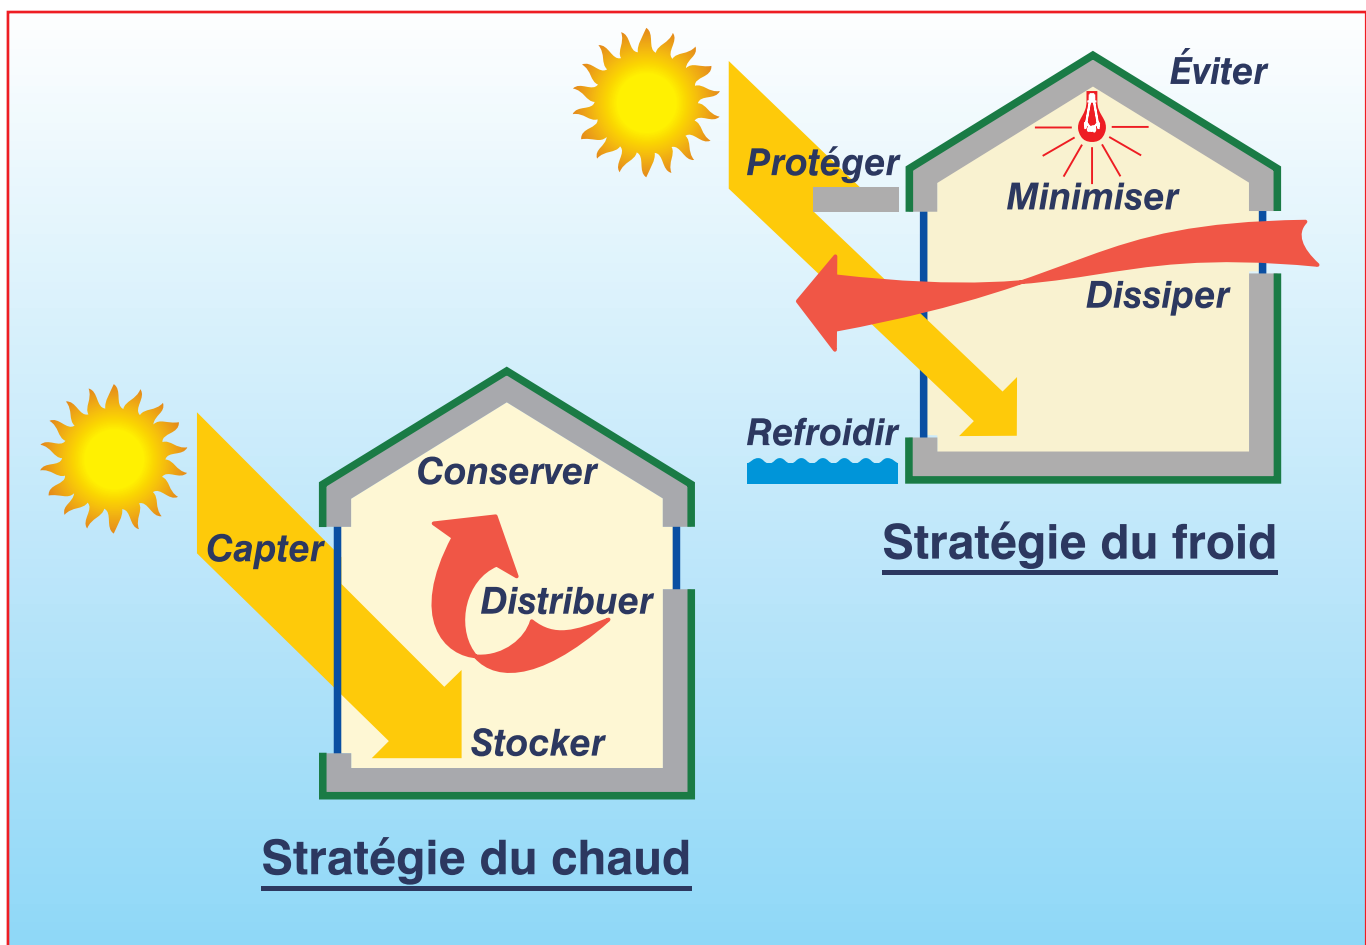 Éviter
Protéger
Minimiser
Dissiper
Refroidir
Stratégie du froid
Conserver
Capter
Distribuer
Stocker
Stratégie du chaud